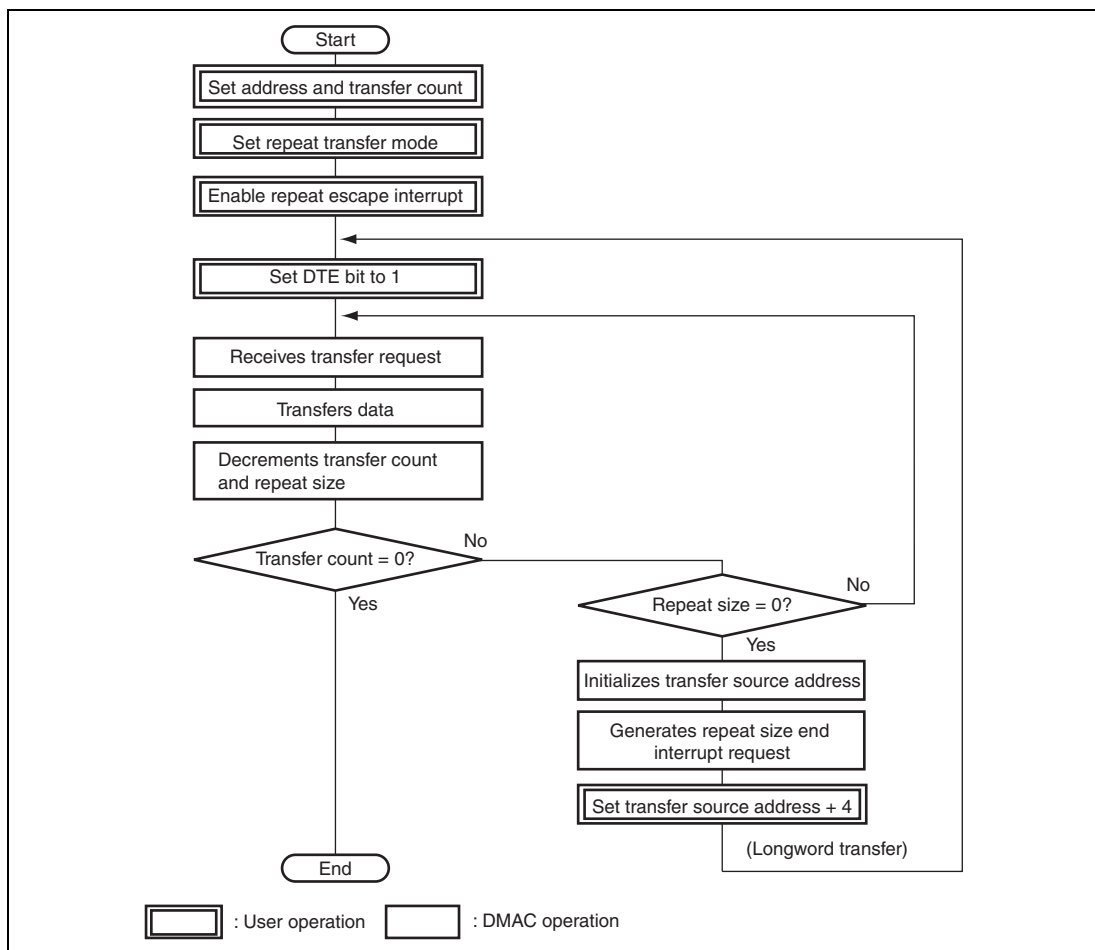 Start
Set address and transfer count
Set repeat transfer mode
Enable repeat escape interrupt
Set DTE bit to 1
Receives transfer request
Transfers data
Decrements transfer count
and repeat size
Transfer count = 0?
No
Yes
Repeat size = 0?
No
Yes
Initializes transfer source address
Generates repeat size end
interrupt request
Set transfer source address + 4
(Longword transfer)
End
: User operation
: DMAC operation